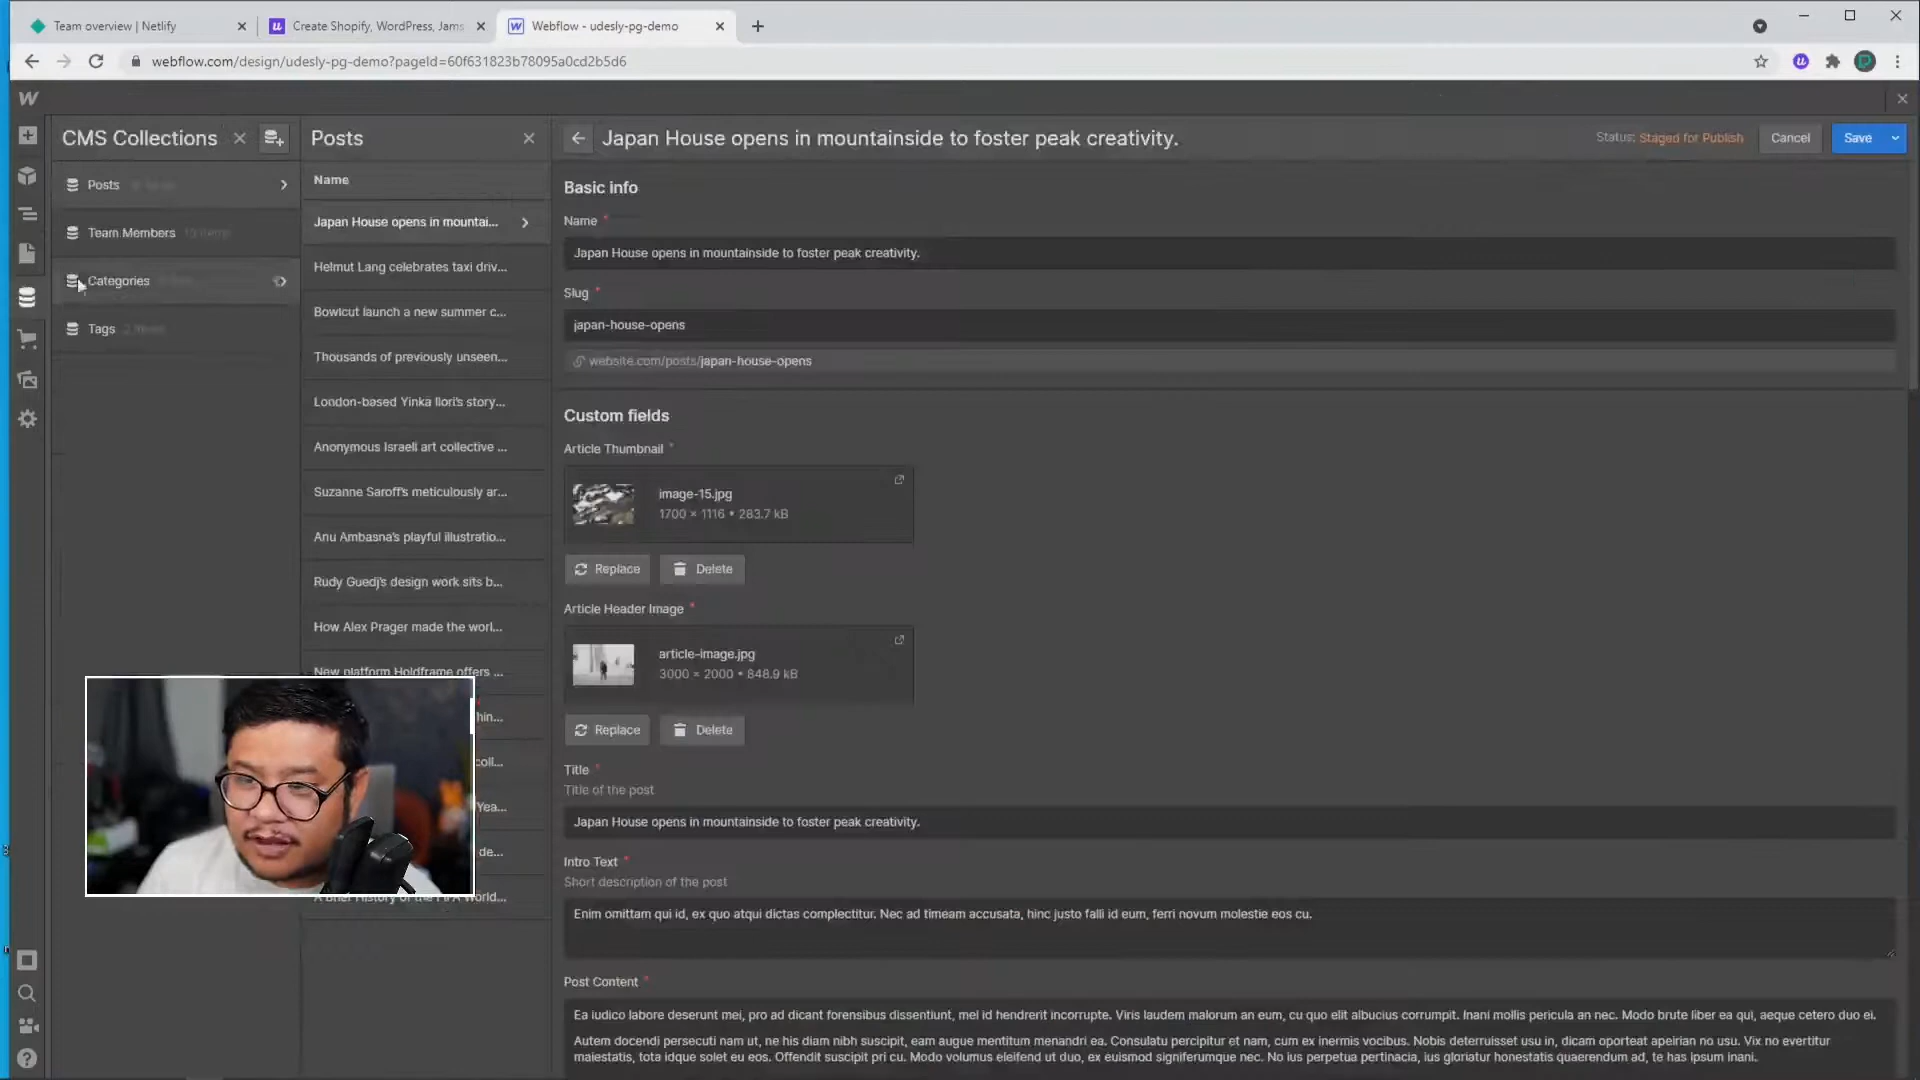 Team overview | Netlify
Create Shopify, WordPress, Jams
Webflow - udesly-pg-demo
webflow.com/design/udesly-pg-demo?pageId=60f631823b78095a0cd2b5d6
CMS Collections
Posts
Team Members
Categories
Tags 2 items
Posts
Name
Japan House opens in mountai...
Helmut Lang celebrates taxi driv...
Bowlcut launch a new summer c...
Thousands of previously unseen...
London-based Yinka Ilori's story...
Anonymous Israeli art collective ...
Suzanne Saroff's meticulously ar...
Anu Ambasna's playful illustratio...
Rudy Guedj's design work sits b...
How Alex Prager made the worl...
New platform Holdframe offers ...
hin...
coll...
Yea...
de...
A Brief History of the FIFA World...
Japan House opens in mountainside to foster peak creativity.
Status: Staged for Publish
Cancel
Save
Basic info
Name *
Japan House opens in mountainside to foster peak creativity.
Slug *
japan-house-opens
website.com/posts/japan-house-opens
Custom fields
Article Thumbnail *
image-15.jpg
1700 × 1116 • 283.7 kB
Replace
Delete
Article Header Image *
article-image.jpg
3000 × 2000 • 848.9 kB
Replace
Delete
Title *
Title of the post
Japan House opens in mountainside to foster peak creativity.
Intro Text *
Short description of the post
Enim omittam qui id, ex quo atqui dictas complectitur. Nec ad timeam accusata, hinc justo falli id eum, ferri novum molestie eos cu.
Post Content *
Ea iudico labore deserunt mei, pro ad dicant forensibus dissentiunt, mel id hendrerit incorrupte. Viris laudem malorum an eum, cu quo elit albucius corrumpit. Inani mollis pericula an nec. Modo brute liber ea qui, aeque cetero duo ei.
Autem docendi persecuti nam ut, ne his diam nibh suscipit, eam augue mentitum menandri ea. Consulatu percipitur et nam, cum ex inermis vocibus. Nobis deterruisset usu in, dicam oporteat aperiam no usu. Vix no evertitur
maiestatis, tota idque solet eu eos. Offendit suscipit pri cu. Modo volumus eleifend ut duo, ex euismod signiferumque nec. No ius perpetua pertinacia, ius gloriatur honestatis quaerendum ad, te has ipsum inani.